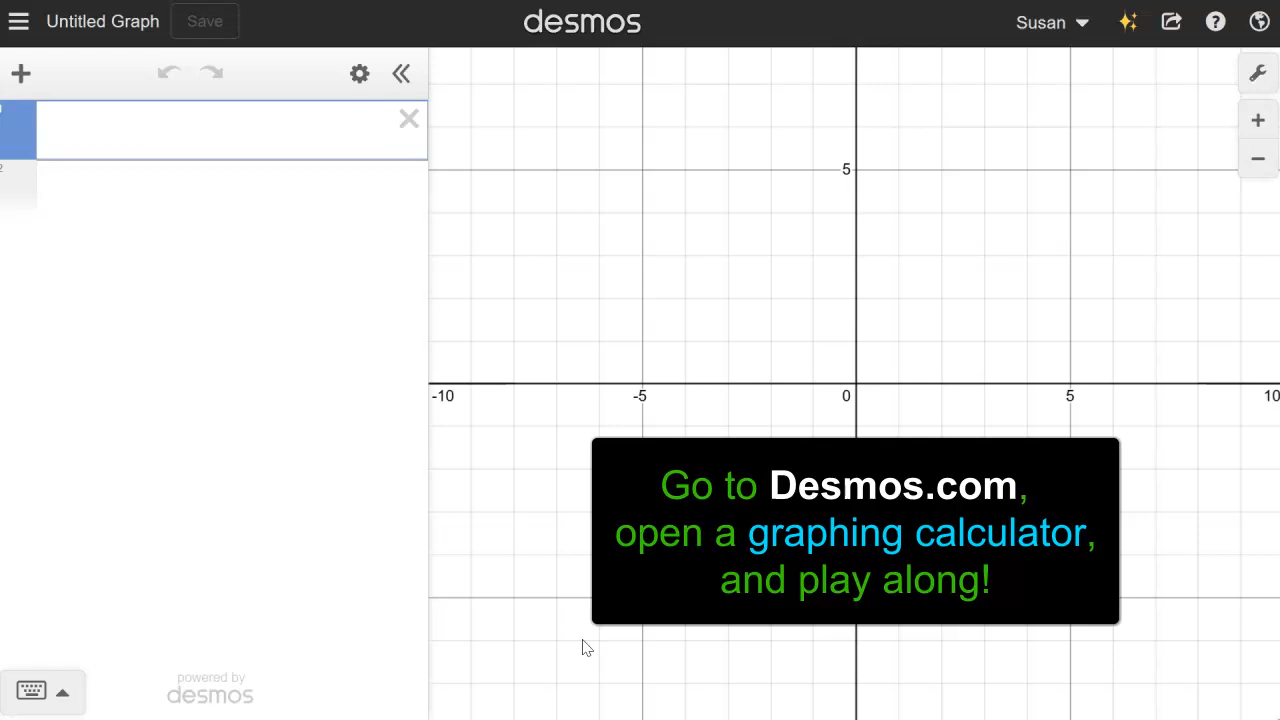 Untitled Graph
Save
desmos
Susan
5
-10
-5
0
5
10
Go to Desmos.com,
open a graphing calculator,
and play along!
2
powered by
desmos